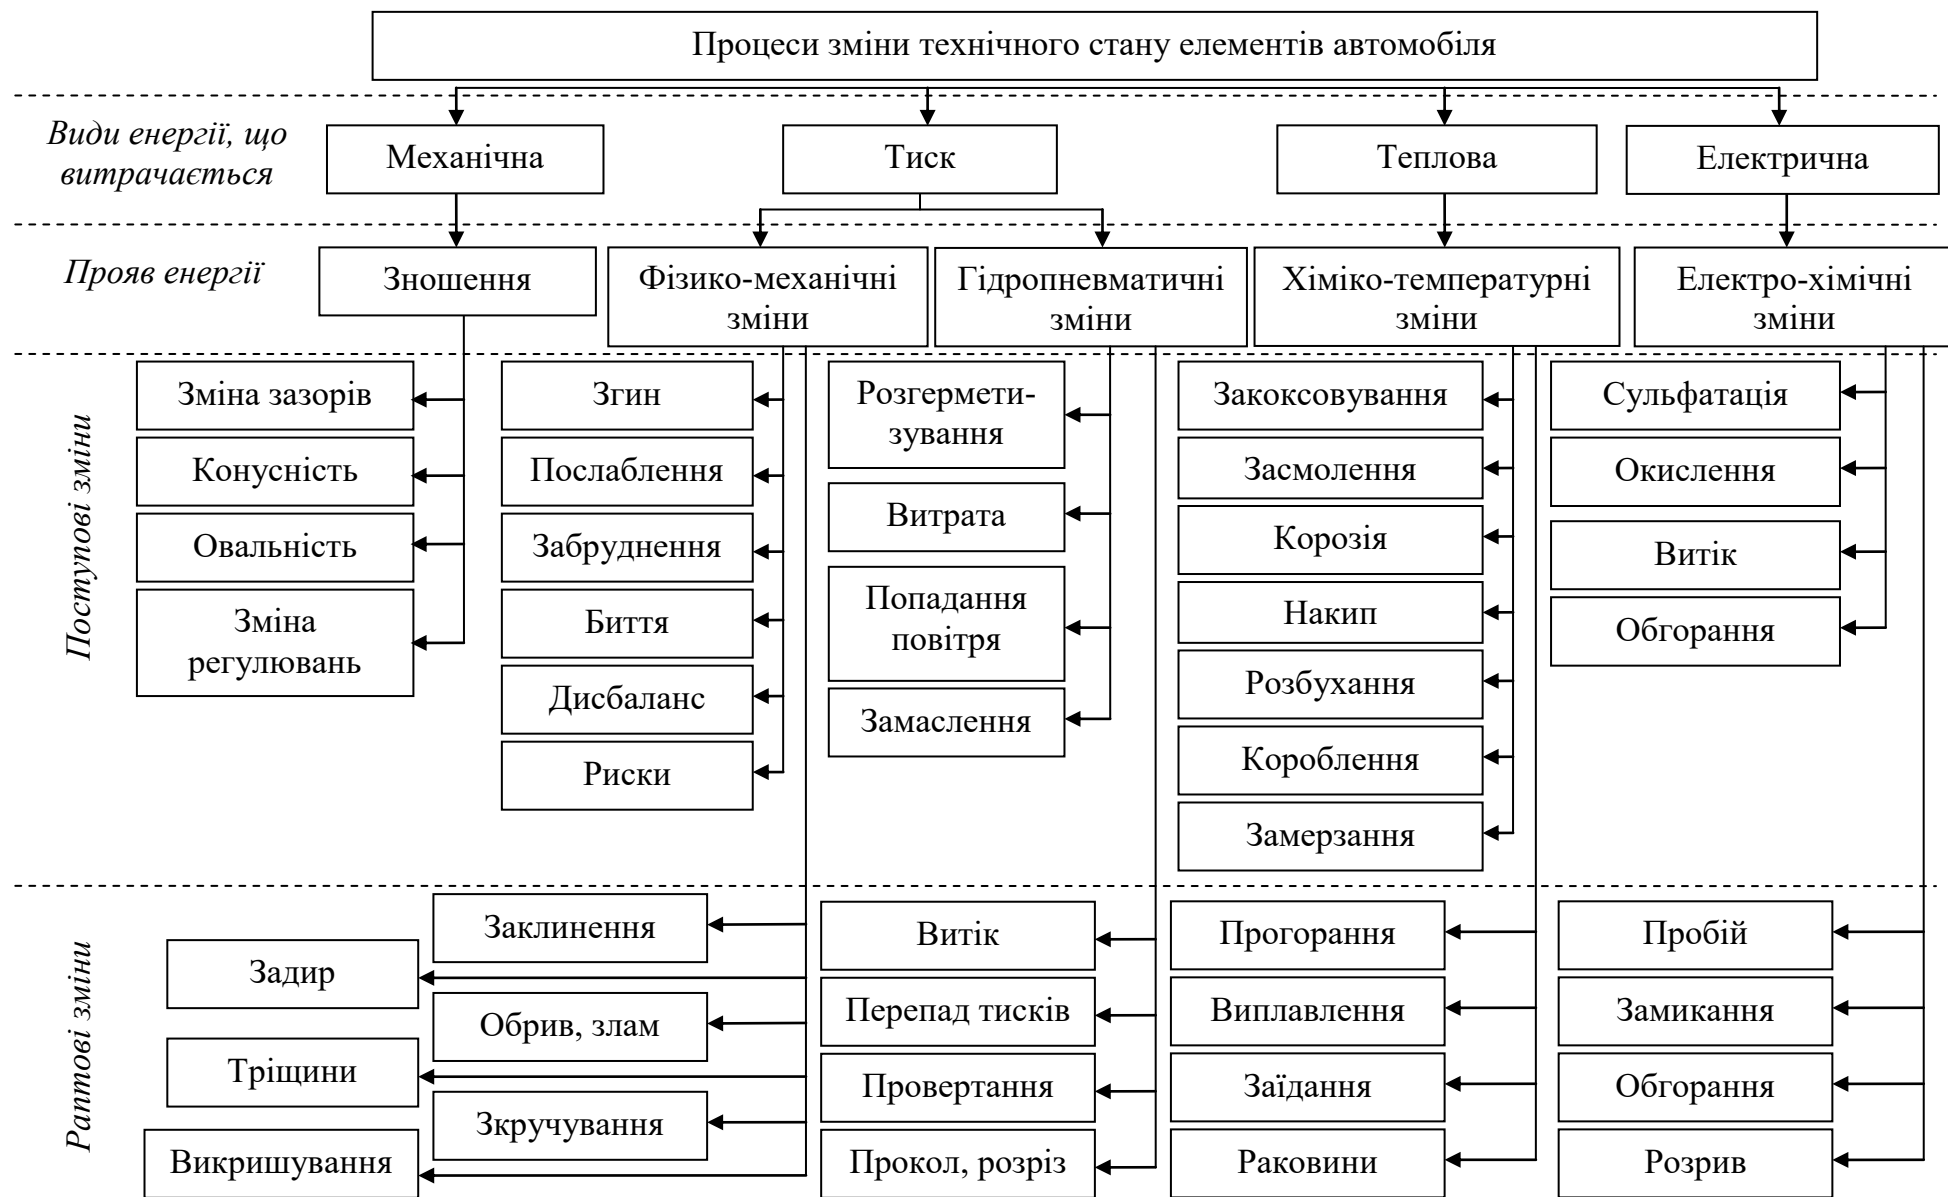 Процеси зміни технічного стану елементів автомобіля
Види енергії, що
витрачається
Механічна
Тиск
Теплова
Електрична
Прояв енергії
Зношення
Фізико-механічні
зміни
Гідропневматичні
зміни
Хіміко-температурні
зміни
Електро-хімічні
зміни
Поступові зміни
Зміна зазорів
Конусність
Овальність
Зміна
регулювань
Згин
Послаблення
Забруднення
Биття
Дисбаланс
Риски
Розгермети-
зування
Витрата
Попадання
повітря
Замаслення
Закоксовування
Засмолення
Корозія
Накип
Розбухання
Короблення
Замерзання
Сульфатація
Окислення
Витік
Обгорання
Раптові зміни
Заклинення
Задир
Обрив, злам
Тріщини
Зкручування
Викришування
Витік
Перепад тисків
Провертання
Прокол, розріз
Прогорання
Виплавлення
Заїдання
Раковини
Пробій
Замикання
Обгорання
Розрив